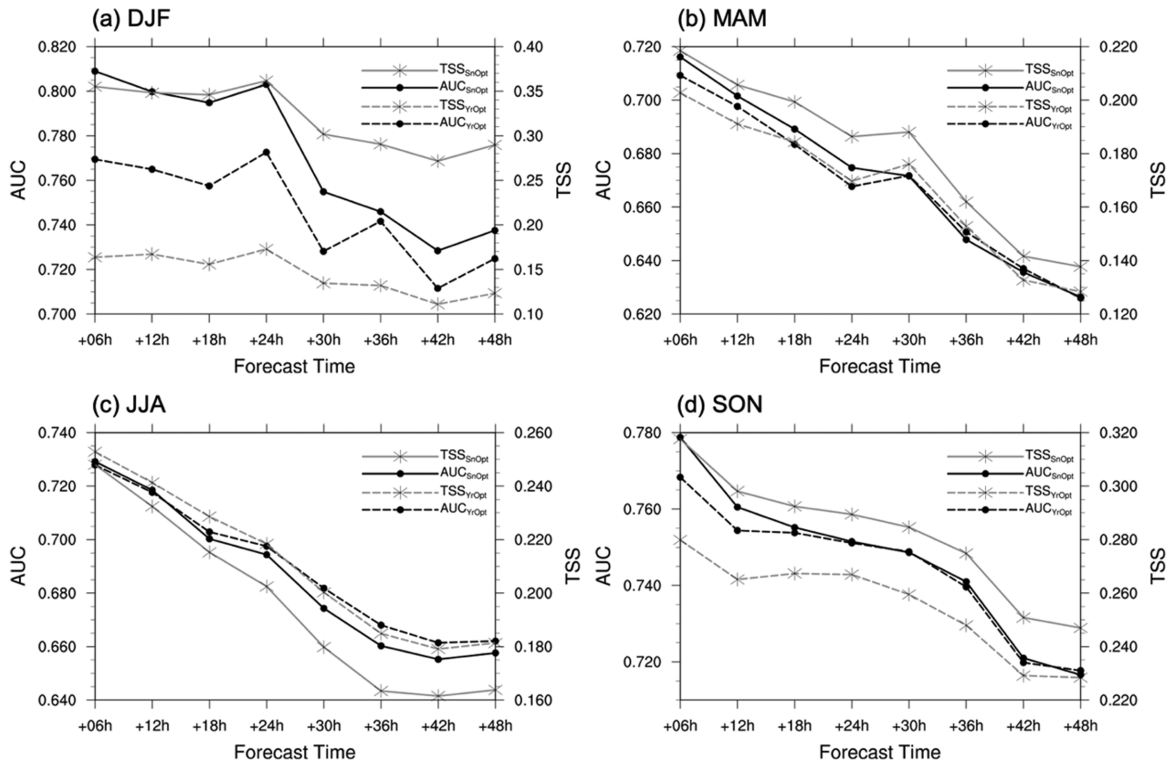 (a) DJF
0.820
0.800
0.780
0.760
0.740
0.720
0.700
AUC
0.40
0.35
0.30
0.25
0.20
0.15
0.10
TSS
TSS_SnOpt
AUC_SnOpt
TSS_YrOpt
AUC_YrOpt
+06h +12h +18h +24h +30h +36h +42h +48h
Forecast Time
(b) MAM
0.720
0.700
0.680
0.660
0.640
0.620
AUC
0.220
0.200
0.180
0.160
0.140
0.120
TSS
TSS_SnOpt
AUC_SnOpt
TSS_YrOpt
AUC_YrOpt
+06h +12h +18h +24h +30h +36h +42h +48h
Forecast Time
(c) JJA
0.740
0.720
0.700
0.680
0.660
0.640
AUC
0.260
0.240
0.220
0.200
0.180
0.160
TSS
TSS_SnOpt
AUC_SnOpt
TSS_YrOpt
AUC_YrOpt
+06h +12h +18h +24h +30h +36h +42h +48h
Forecast Time
(d) SON
0.780
0.760
0.740
0.720
AUC
0.320
0.300
0.280
0.260
0.240
0.220
TSS
TSS_SnOpt
AUC_SnOpt
TSS_YrOpt
AUC_YrOpt
+06h +12h +18h +24h +30h +36h +42h +48h
Forecast Time